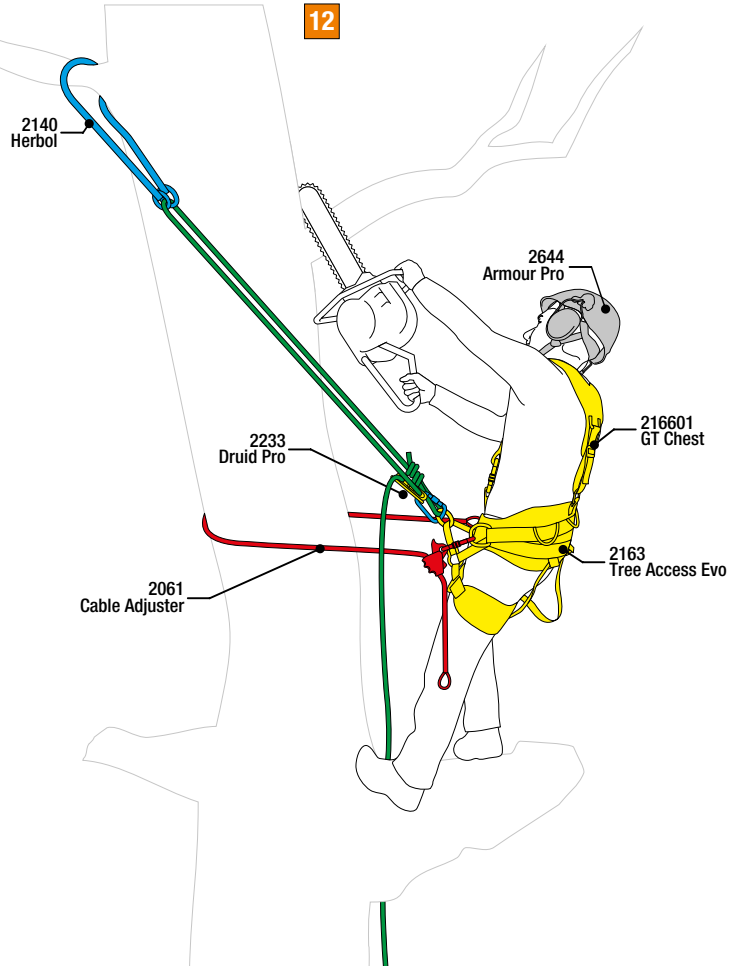 12
2140
Herbol
2644
Armour Pro
216601
GT Chest
2233
Druid Pro
2163
Tree Access Evo
2061
Cable Adjuster